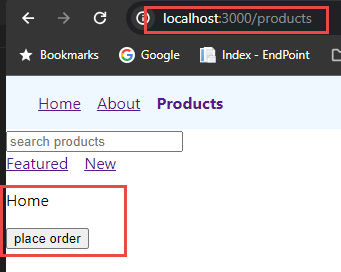 localhost:3000/products
Bookmarks Google Index - EndPoint
Home About Products
search products
Featured New
Home
place order